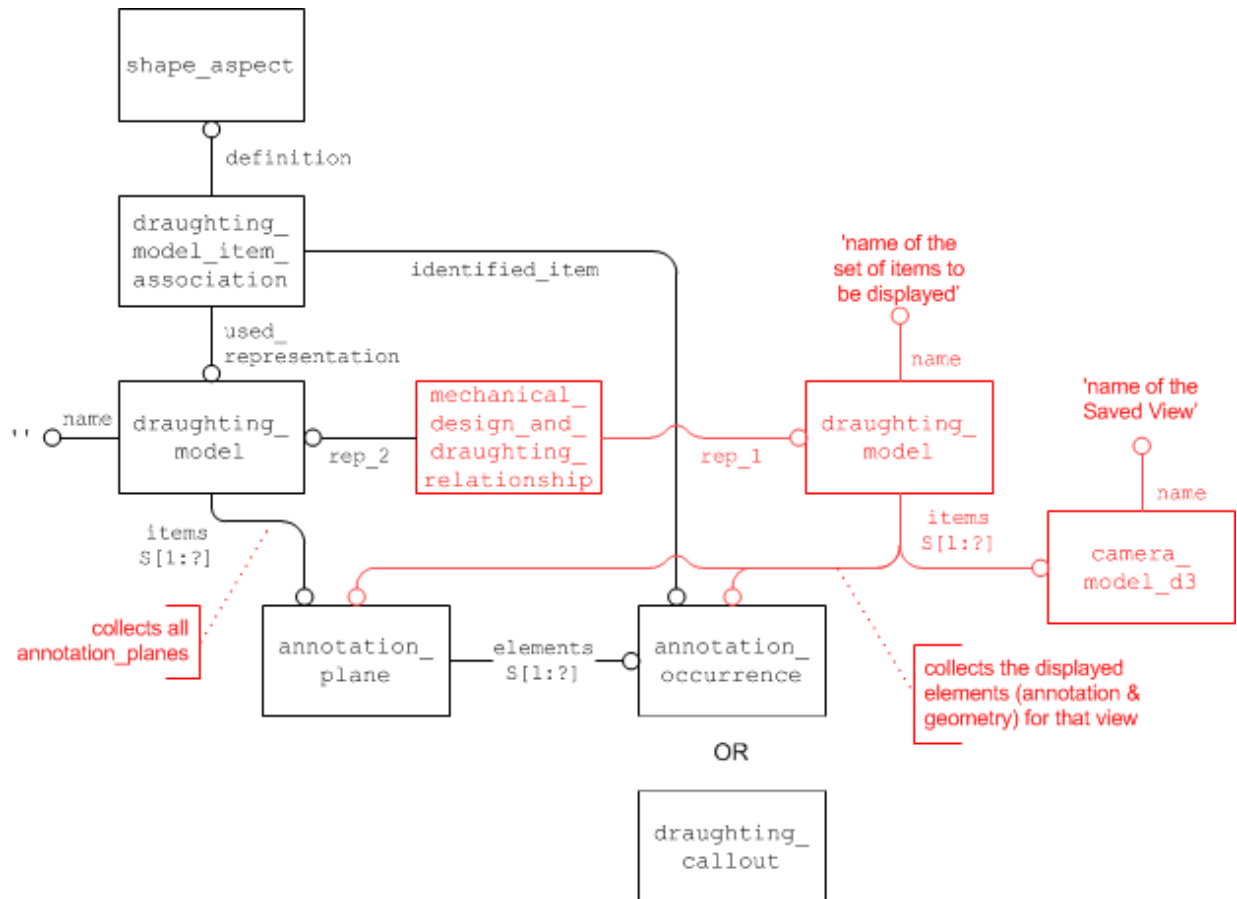 shape_aspect
definition
draughting_
model_item_
association
identified_item
'name of the
set of items to
be displayed'
used_
representation
name
'name of the
Saved View'
' '
name
draughting_
model
rep_2
mechanical_
design_and_
draughting_
relationship
rep_1
draughting_
model
name
items
S[1:?]
items
S[1:?]
camera_
model_d3
collects all
annotation_planes
annotation_
plane
elements
S[1:?]
annotation_
occurrence
collects the displayed
elements (annotation &
geometry) for that view
OR
draughting_
callout